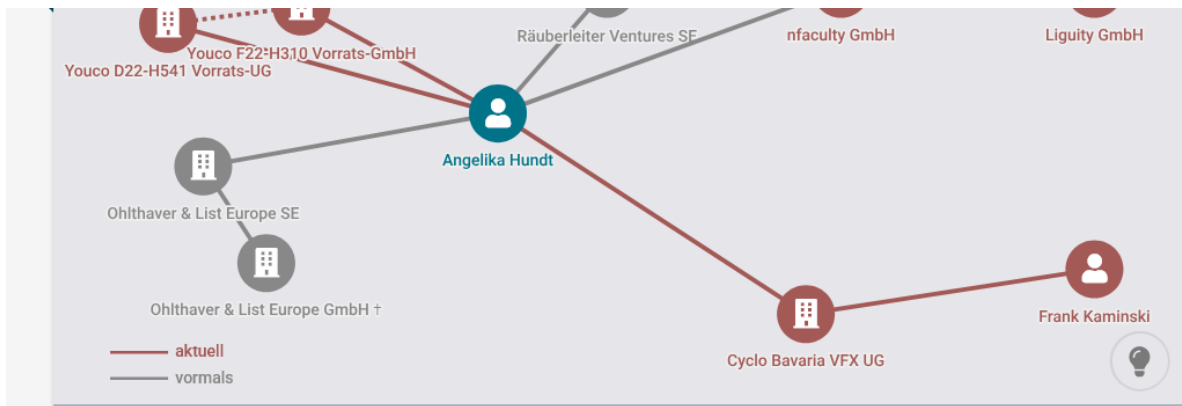 Räuberleiter Ventures SE
nfaculty GmbH
Liguity GmbH
Youco F22-H310 Vorrats-GmbH
Youco D22-H541 Vorrats-UG
Angelika Hundt
Ohlthaver & List Europe SE
Ohlthaver & List Europe GmbH †
Frank Kaminski
Cyclo Bavaria VFX UG
aktuell
vormals